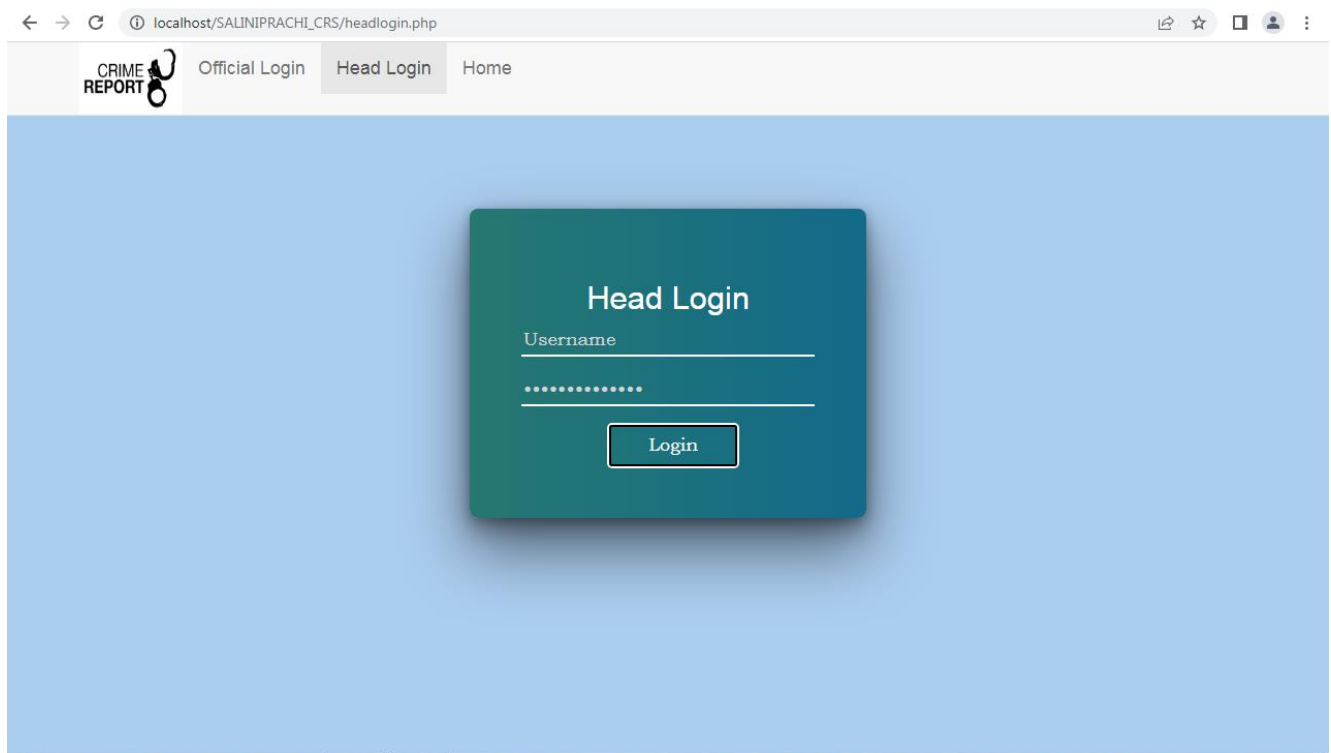 localhost/SALINIPRACHI_CRS/headlogin.php
CRIME
REPORT
Official Login
Head Login
Home
Head Login
Username
••••••••••••••
Login